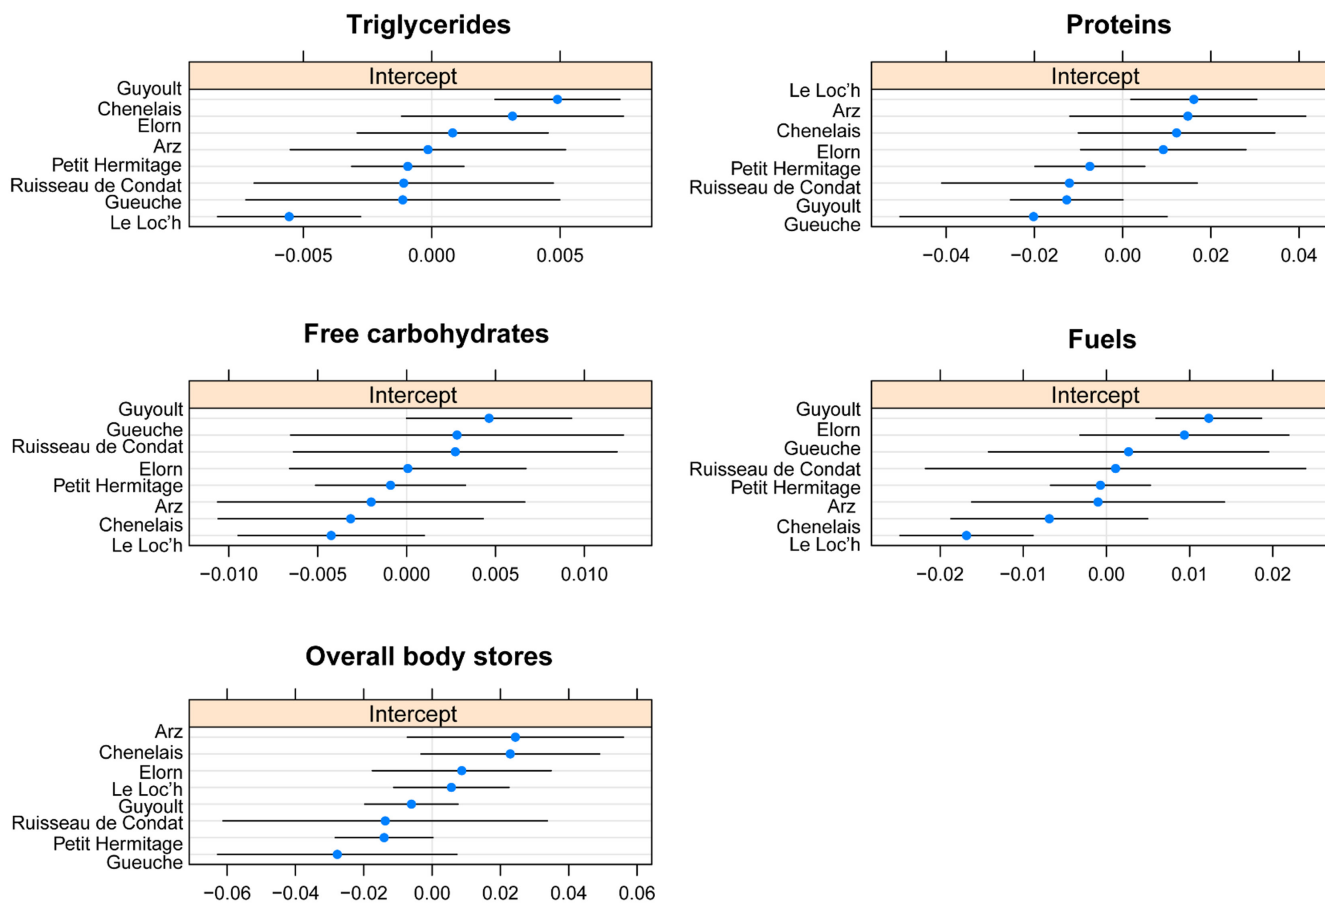 Triglycerides
Intercept
Guyoult
Chenelais
Elorn
Arz
Petit Hermitage
Ruisseau de Condat
Gueuche
Le Loc’h
−0.005 0.000 0.005
Proteins
Intercept
Le Loc’h
Arz
Chenelais
Elorn
Petit Hermitage
Ruisseau de Condat
Guyoult
Gueuche
−0.04 −0.02 0.00 0.02 0.04
Free carbohydrates
Intercept
Guyoult
Gueuche
Ruisseau de Condat
Elorn
Petit Hermitage
Arz
Chenelais
Le Loc’h
−0.010 −0.005 0.000 0.005 0.010
Fuels
Intercept
Guyoult
Elorn
Gueuche
Ruisseau de Condat
Petit Hermitage
Arz
Chenelais
Le Loc’h
−0.02 −0.01 0.00 0.01 0.02
Overall body stores
Intercept
Arz
Chenelais
Elorn
Le Loc’h
Guyoult
Ruisseau de Condat
Petit Hermitage
Gueuche
−0.06 −0.04 −0.02 0.00 0.02 0.04 0.06